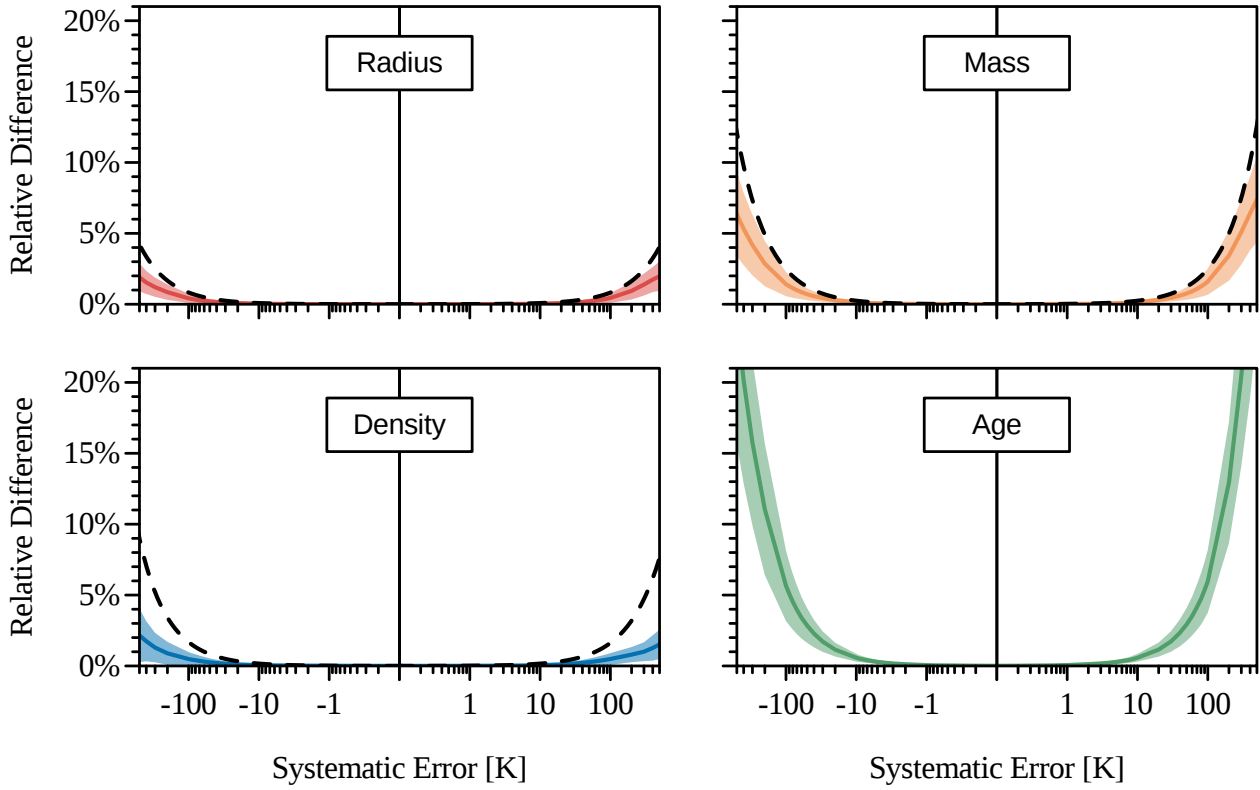 Radius
Mass
Relative Difference
20%
15%
10%
5%
0%
Density
Age
Relative Difference
20%
15%
10%
5%
0%
-100 -10 -1 1 10 100
-100 -10 -1 1 10 100
Systematic Error [K]
Systematic Error [K]